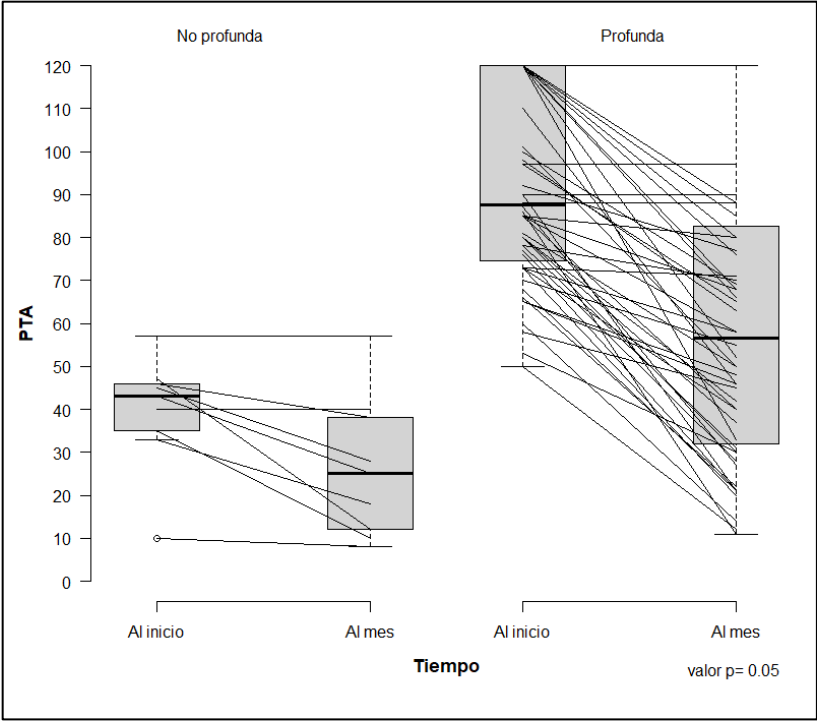 No profunda
Profunda
120
110
100
90
80
70
60
50
40
30
20
10
0
PTA
Al inicio
Al mes
Al inicio
Al mes
Tiempo
valor p= 0.05